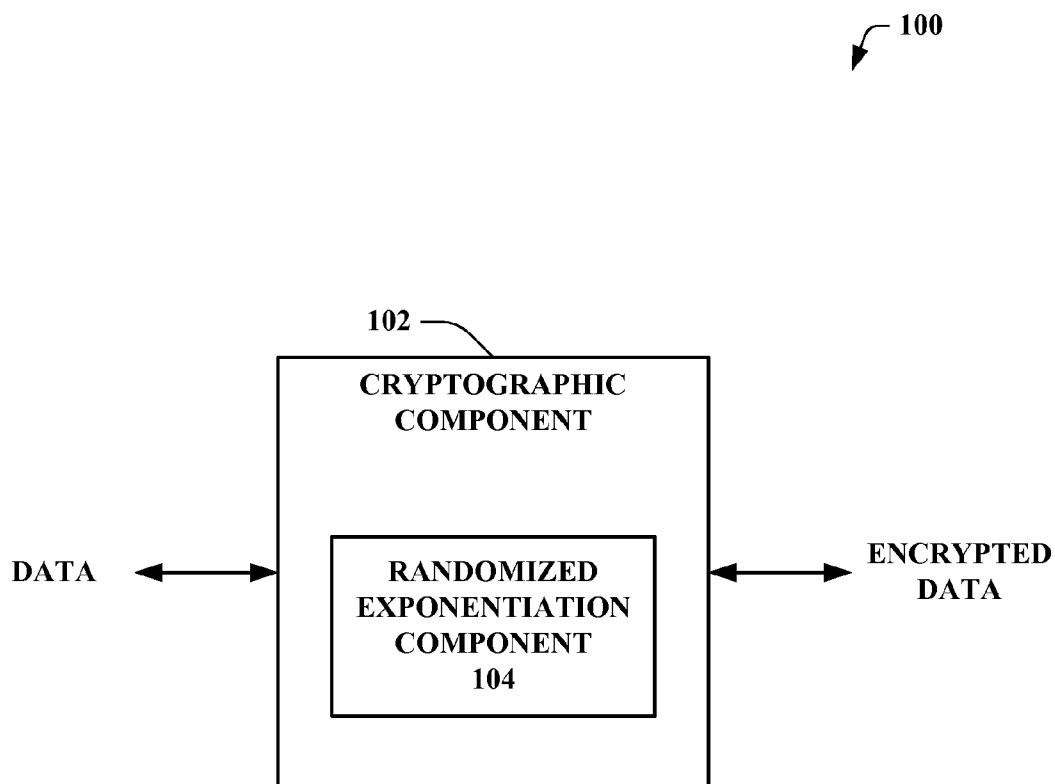 100
102
CRYPTOGRAPHIC
COMPONENT
DATA
RANDOMIZED
EXPONENTIATION
COMPONENT
104
ENCRYPTED
DATA